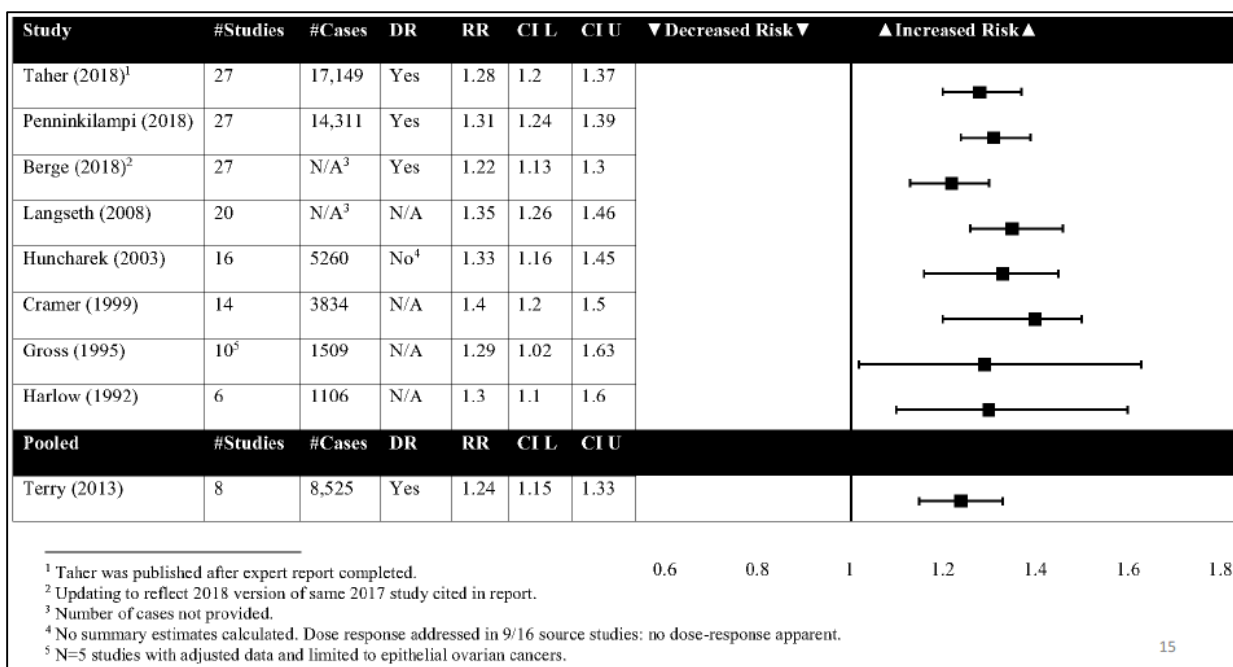 Study #Studies #Cases DR RR CI L CI U ▼Decreased Risk▼ ▲Increased Risk▲
Taher (2018)¹ 27 17,149 Yes 1.28 1.2 1.37
Penninkilampi (2018) 27 14,311 Yes 1.31 1.24 1.39
Berge (2018)² 27 N/A³ Yes 1.22 1.13 1.3
Langseth (2008) 20 N/A³ N/A 1.35 1.26 1.46
Huncharek (2003) 16 5260 No⁴ 1.33 1.16 1.45
Cramer (1999) 14 3834 N/A 1.4 1.2 1.5
Gross (1995) 10⁵ 1509 N/A 1.29 1.02 1.63
Harlow (1992) 6 1106 N/A 1.3 1.1 1.6
Pooled #Studies #Cases DR RR CI L CI U
Terry (2013) 8 8,525 Yes 1.24 1.15 1.33
0.6 0.8 1 1.2 1.4 1.6 1.8
¹ Taher was published after expert report completed.
² Updating to reflect 2018 version of same 2017 study cited in report.
³ Number of cases not provided.
⁴ No summary estimates calculated. Dose response addressed in 9/16 source studies: no dose-response apparent.
⁵ N=5 studies with adjusted data and limited to epithelial ovarian cancers.
15